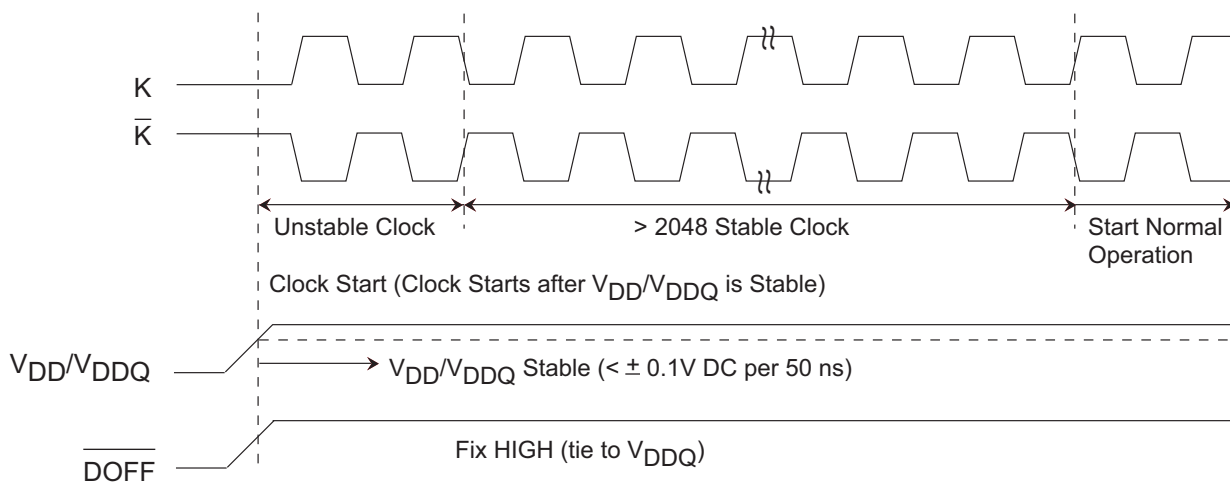 K
K̅
Unstable Clock
> 2048 Stable Clock
Start Normal
Operation
Clock Start (Clock Starts after VDD/VDDQ is Stable)
VDD/VDDQ
VDD/VDDQ Stable (< ± 0.1V DC per 50 ns)
Fix HIGH (tie to VDDQ)
D̅O̅F̅F̅